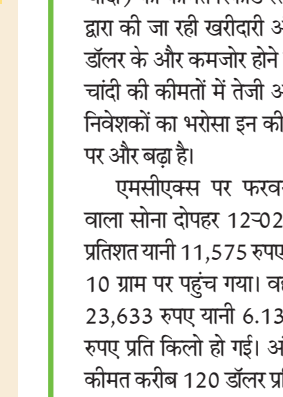 द्वारा की जा रही खरीदारी
डॉलर के और कमजोर होने
चांदी की कीमतों में तेजी
निवेशकों का भरोसा इन की
पर और बढ़ा है।
एमसीएक्स पर
वाला सोना दोपहर 12-02
प्रतिशत यानी 11,575 रुपए
10 ग्राम पर पहुंच गया।
23,633 रुपए यानी 6.13
रुपए प्रति किलो हो गई।
कीमत करीब 120 डॉलर